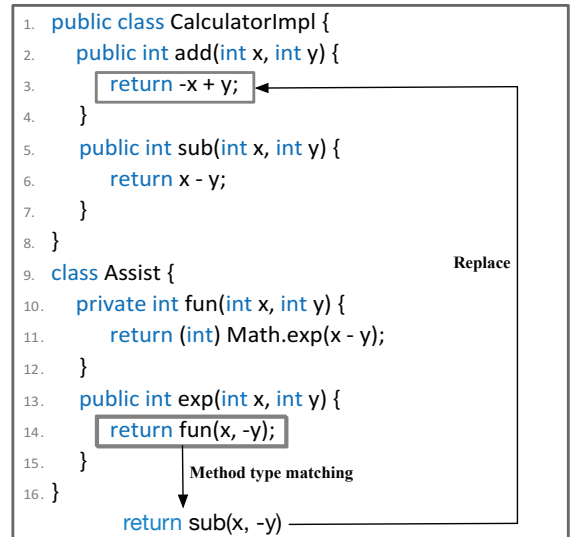 1. public class CalculatorImpl {
2. public int add(int x, int y) {
3. return -x + y;
4. }
5. public int sub(int x, int y) {
6. return x - y;
7. }
8. }
9. class Assist {
Replace
10. private int fun(int x, int y) {
11. return (int) Math.exp(x - y);
12. }
13. public int exp(int x, int y) {
14. return fun(x, -y);
15. }
Method type matching
16. }
return sub(x, -y)